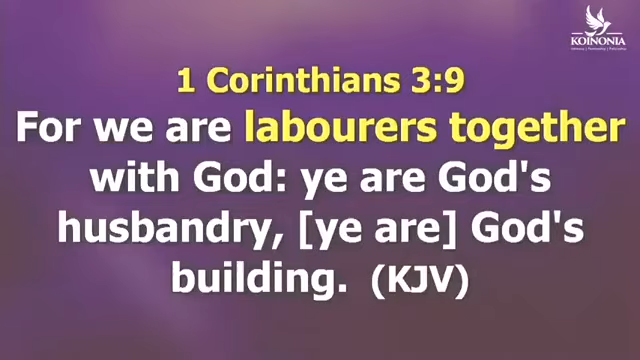 KOINONIA
1 Corinthians 3:9
For we are labourers together
with God: ye are God's
husbandry, [ye are] God's
building. (KJV)